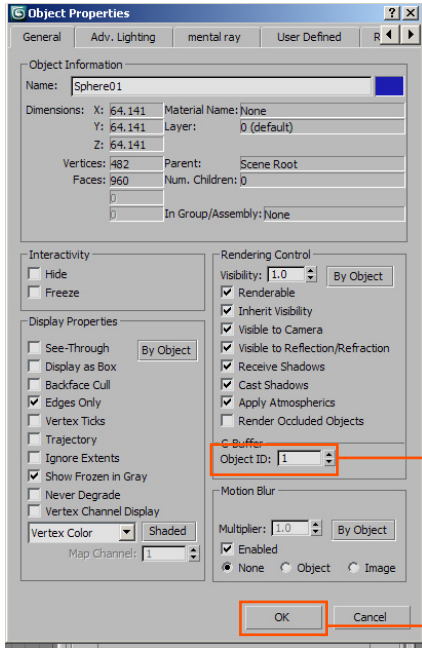 Object Properties
General Adv. Lighting mental ray User Defined R
Object Information
Name: Sphere01
Dimensions: X: 64.141 Material Name: None
Y: 64.141 Layer: 0 (default)
Z: 64.141
Vertices: 482 Parent: Scene Root
Faces: 960 Num. Children: 0
0
0 In Group/Assembly: None
Interactivity
Hide
Freeze
Display Properties
See-Through By Object
Display as Box
Backface Cull
Edges Only
Vertex Ticks
Trajectory
Ignore Extents
Show Frozen in Gray
Never Degrade
Vertex Channel Display
Vertex Color Shaded
Map Channel: 1
Rendering Control
Visibility: 1.0 By Object
Renderable
Inherit Visibility
Visible to Camera
Visible to Reflection/Refraction
Receive Shadows
Cast Shadows
Apply Atmospherics
Render Occluded Objects
G-Buffer
Object ID: 1
Motion Blur
Multiplier: 1.0 By Object
Enabled
None Object Image
OK Cancel